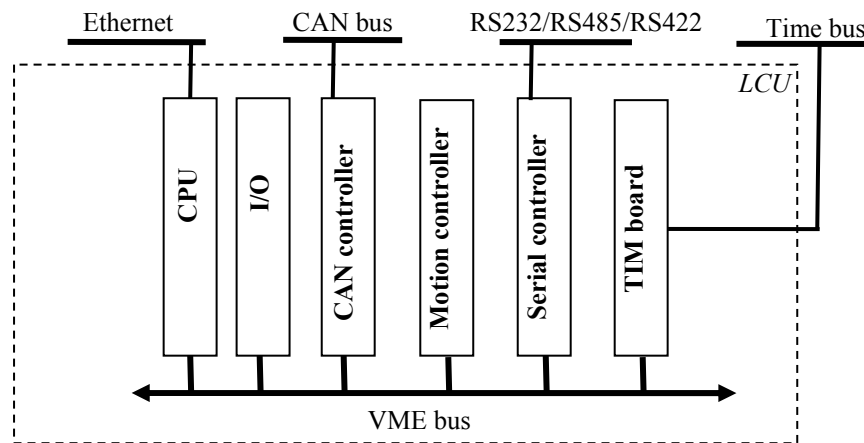 Ethernet
CAN bus
RS232/RS485/RS422
Time bus
LCU
CPU
I/O
CAN controller
Motion controller
Serial controller
TIM board
VME bus